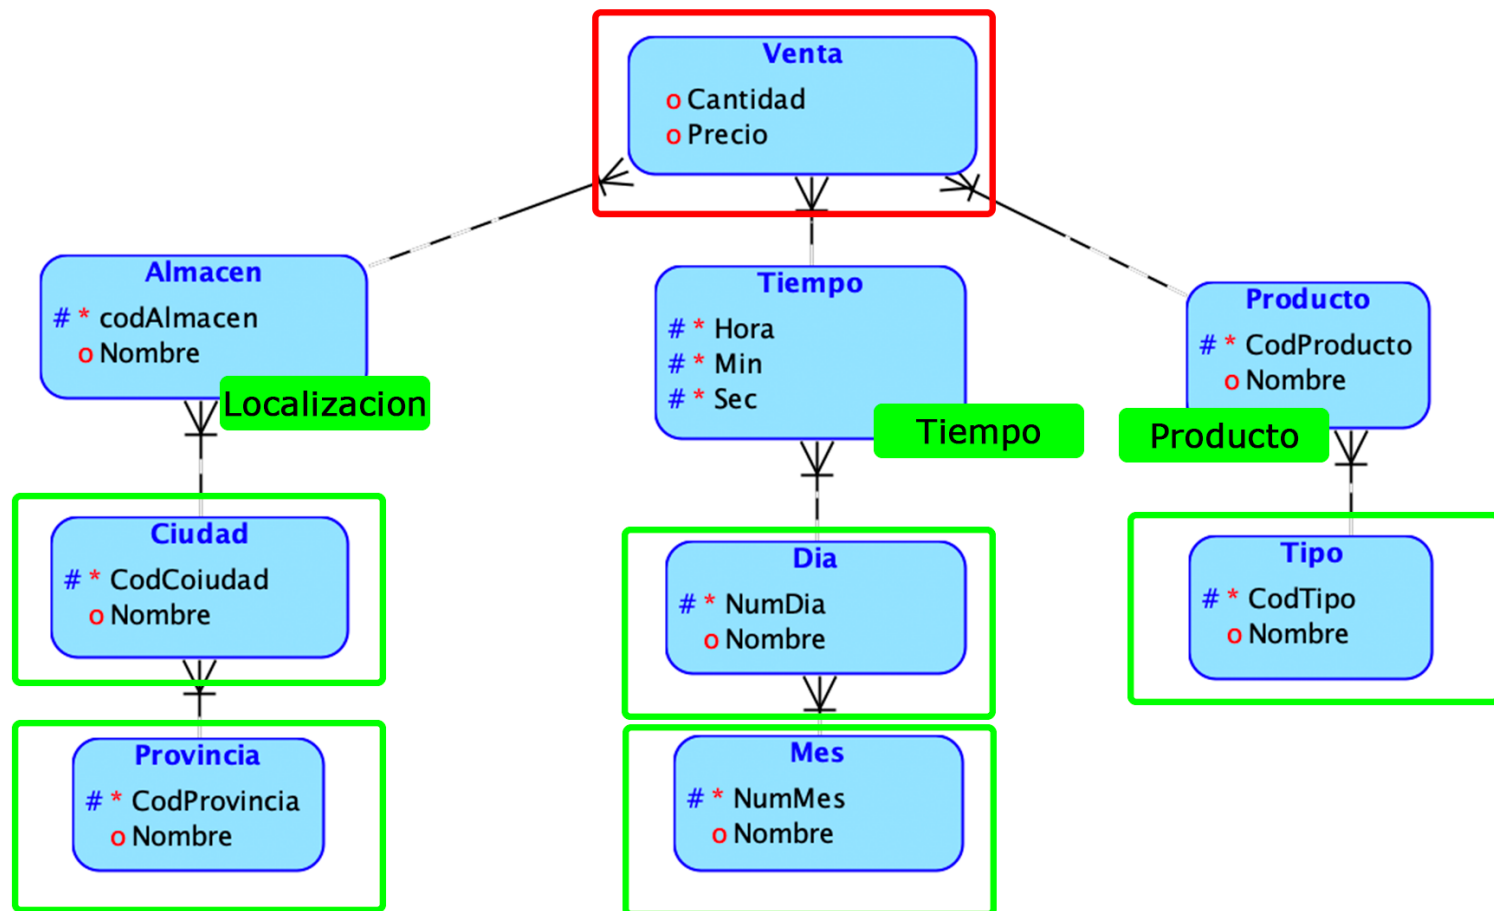 Venta
o Cantidad
o Precio
Almacen
# * codAlmacen
o Nombre
Localizacion
Tiempo
# * Hora
# * Min
# * Sec
Tiempo
Producto
# * CodProducto
o Nombre
Producto
Ciudad
# * CodCoiudad
o Nombre
Dia
# * NumDia
o Nombre
Tipo
# * CodTipo
o Nombre
Provincia
# * CodProvincia
o Nombre
Mes
# * NumMes
o Nombre